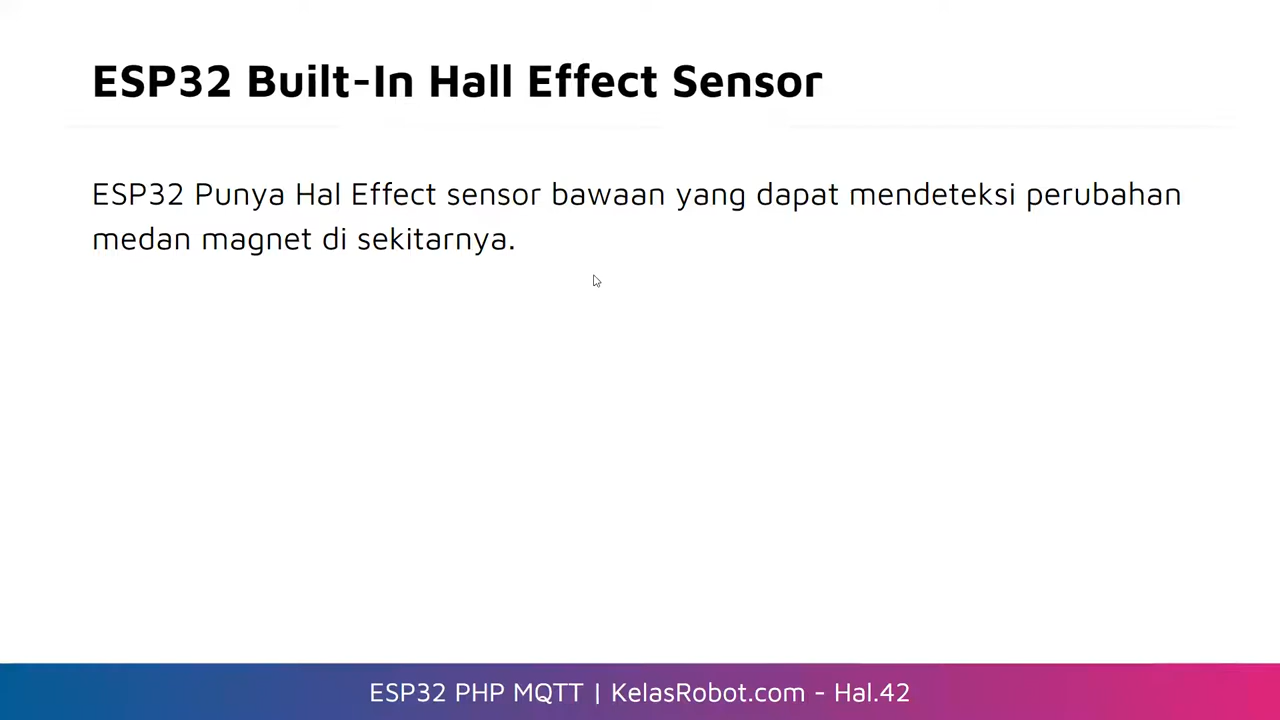 ESP32 Built-In Hall Effect Sensor
ESP32 Punya Hal Effect sensor bawaan yang dapat mendeteksi perubahan
medan magnet di sekitarnya.
ESP32 PHP MQTT | KelasRobot.com - Hal.42